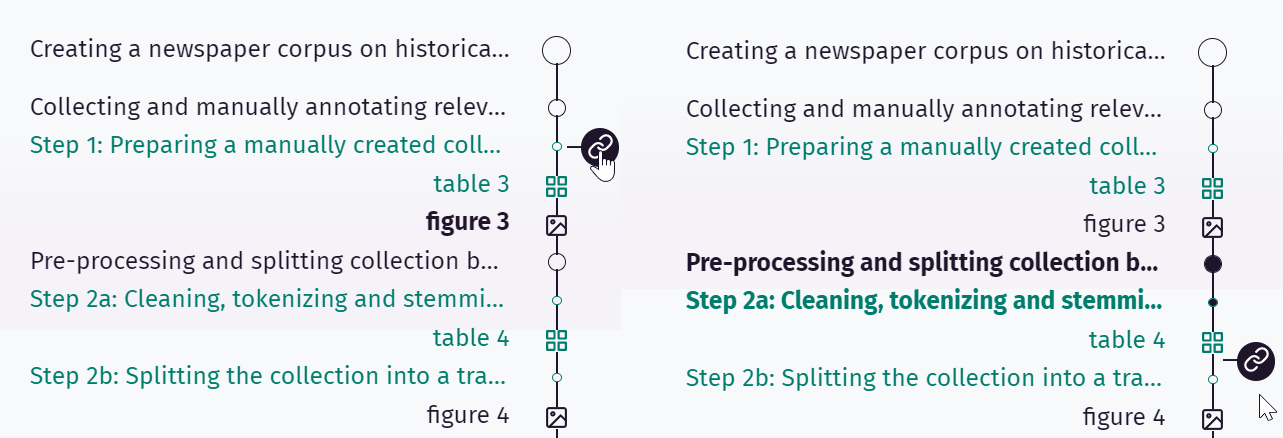 Creating a newspaper corpus on historica...
Collecting and manually annotating relev...
Step 1: Preparing a manually created coll...
table 3
figure 3
Pre-processing and splitting collection b...
Step 2a: Cleaning, tokenizing and stemmi...
table 4
Step 2b: Splitting the collection into a tra...
figure 4
Creating a newspaper corpus on historica...
Collecting and manually annotating relev...
Step 1: Preparing a manually created coll...
table 3
figure 3
Pre-processing and splitting collection b...
Step 2a: Cleaning, tokenizing and stemmi...
table 4
Step 2b: Splitting the collection into a tra...
figure 4